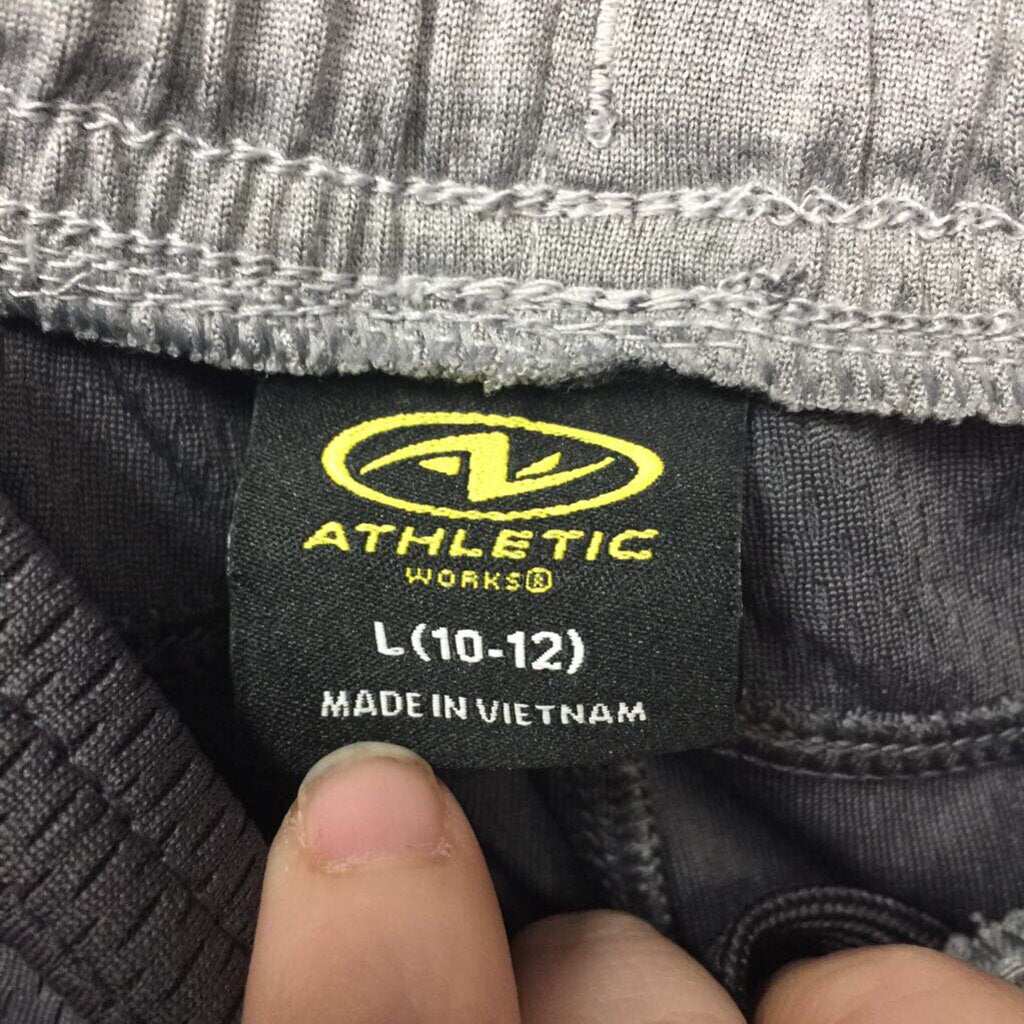 ATHLETIC
WORKS®
L (10-12)
MADE IN VIETNAM